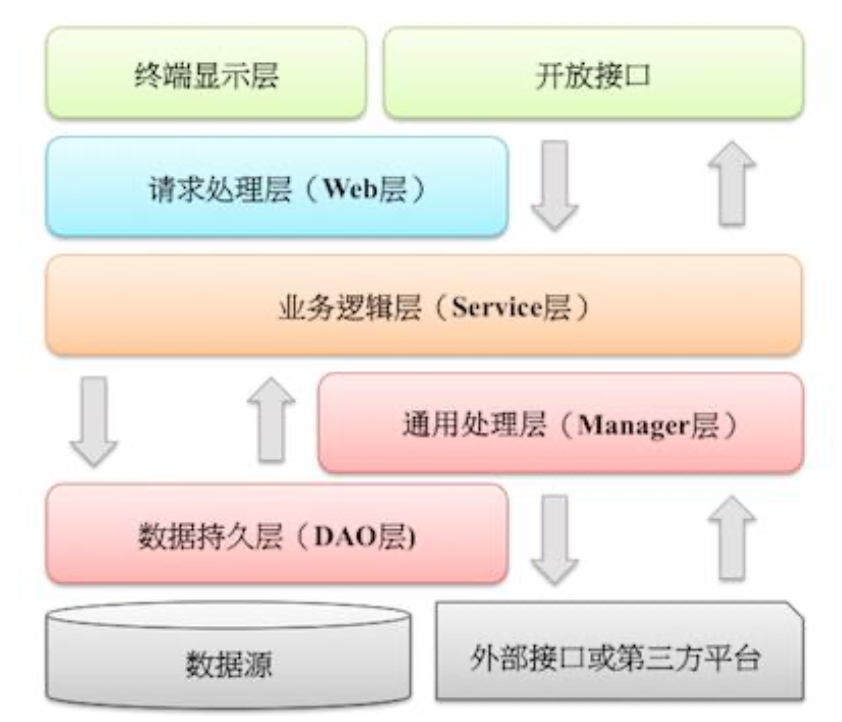 终端显示层
开放接口
请求处理层（Web层）
业务逻辑层（Service层）
通用处理层（Manager层）
数据持久层（DAO层)
数据源
外部接口或第三方平台